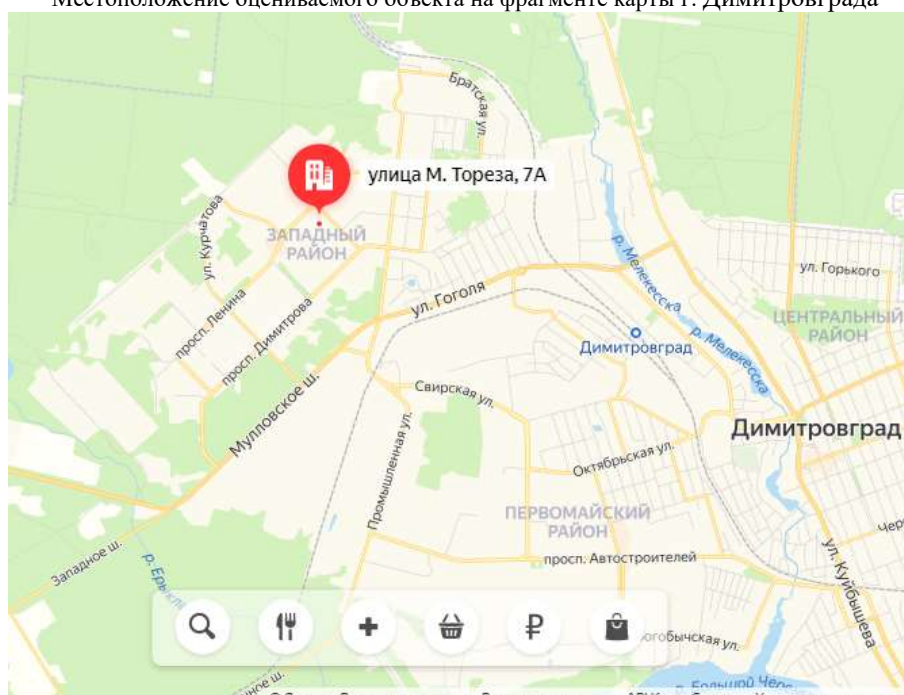 Местоположение оцениваемого объекта на фрагменте карты г. Димитровграда
Братская ул.
улица М. Тореза, 7А
ул. Курчатова
ЗАПАДНЫЙ
РАЙОН
р. Мелекесска
ул. Горького
ул. Гоголя
просп. Ленина
просп. Димитрова
ЦЕНТРАЛЬНЫЙ
РАЙОН
р. Мелекесска
Димитровград
Свирская ул.
Мулловское ш.
Димитровград
Промышленная ул.
Октябрьская ул.
ПЕРВОМАЙСКИЙ
РАЙОН
Западное ш.
просп. Автостроителей
ул. Куйбышева
₽